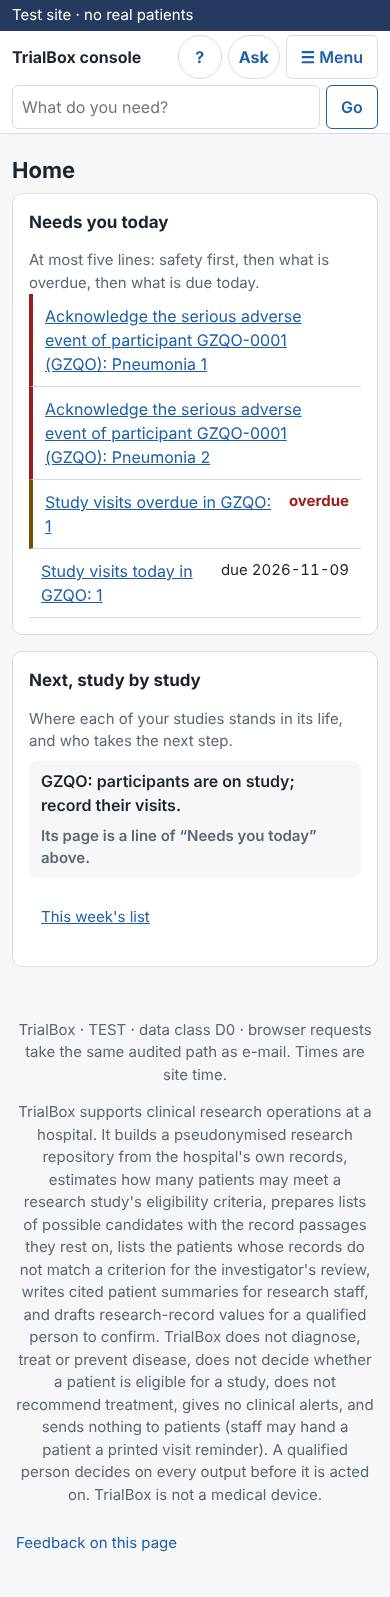 Test site · no real patients
TrialBox console
?
Ask
☰ Menu
What do you need?
Go
Home
Needs you today
At most five lines: safety first, then what is
overdue, then what is due today.
Acknowledge the serious adverse
event of participant GZQO-0001
(GZQO): Pneumonia 1
Acknowledge the serious adverse
event of participant GZQO-0001
(GZQO): Pneumonia 2
Study visits overdue in GZQO:
1
overdue
Study visits today in
GZQO: 1
due 2026-11-09
Next, study by study
Where each of your studies stands in its life,
and who takes the next step.
GZQO: participants are on study;
record their visits.
Its page is a line of “Needs you today”
above.
This week's list
TrialBox · TEST · data class D0 · browser requests
take the same audited path as e-mail. Times are
site time.
TrialBox supports clinical research operations at a
hospital. It builds a pseudonymised research
repository from the hospital's own records,
estimates how many patients may meet a
research study's eligibility criteria, prepares lists
of possible candidates with the record passages
they rest on, lists the patients whose records do
not match a criterion for the investigator's review,
writes cited patient summaries for research staff,
and drafts research-record values for a qualified
person to confirm. TrialBox does not diagnose,
treat or prevent disease, does not decide whether
a patient is eligible for a study, does not
recommend treatment, gives no clinical alerts, and
sends nothing to patients (staff may hand a
patient a printed visit reminder). A qualified
person decides on every output before it is acted
on. TrialBox is not a medical device.
Feedback on this page